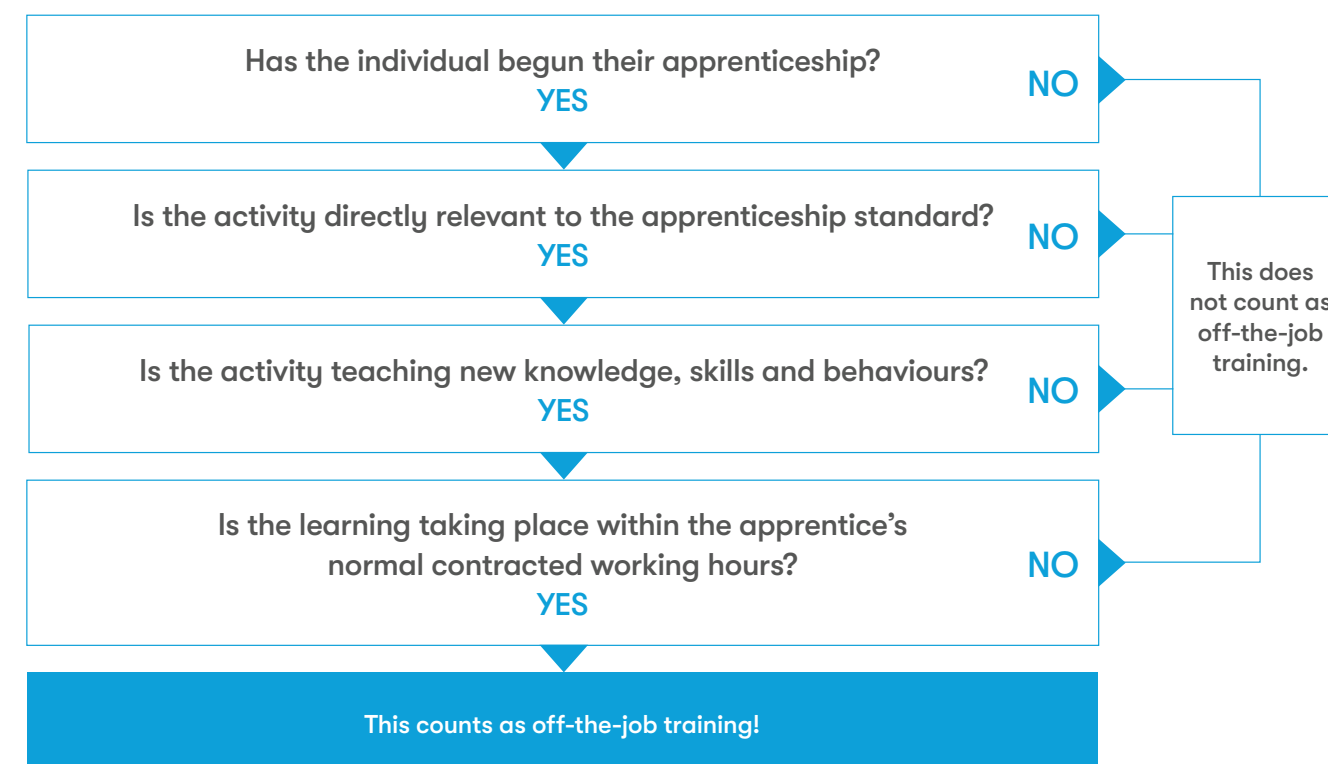 Has the individual begun their apprenticeship?
YES
NO
Is the activity directly relevant to the apprenticeship standard?
YES
NO
Is the activity teaching new knowledge, skills and behaviours?
YES
NO
Is the learning taking place within the apprentice’s
normal contracted working hours?
YES
NO
This does
not count as
off-the-job
training.
This counts as off-the-job training!